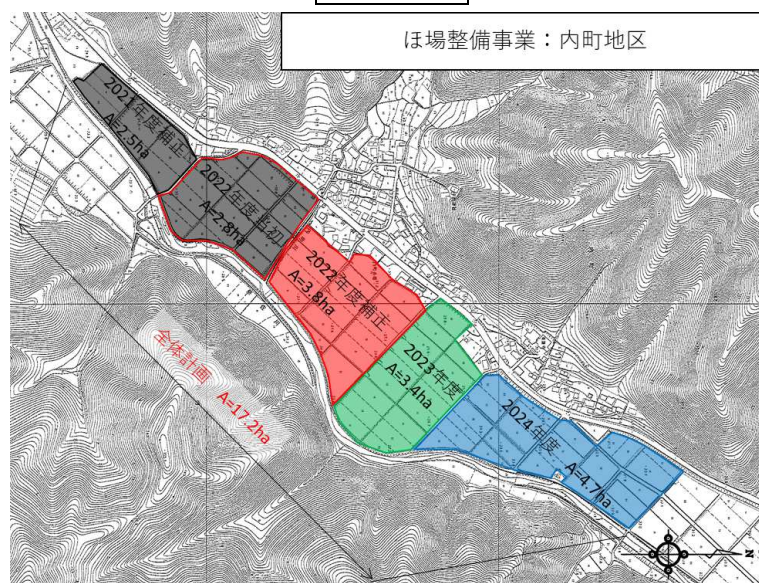 ほ場整備事業：内町地区
2021年度補正
A=2.5ha
2022年度当初
A=2.8ha
2022年度補正
A=3.8ha
2023年度
A=3.4ha
2024年度
A=4.7ha
全体計画 A=17.2ha
N